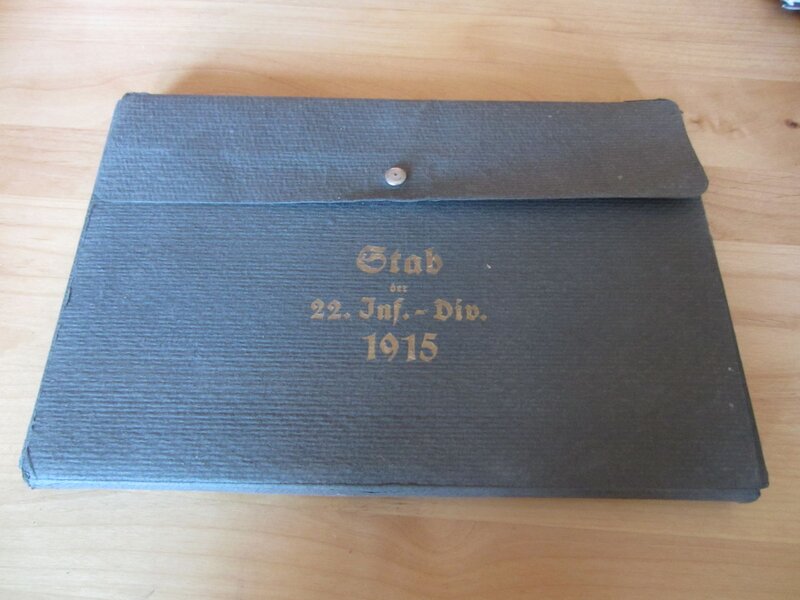 Stab
der
22. Inf.-Div.
1915